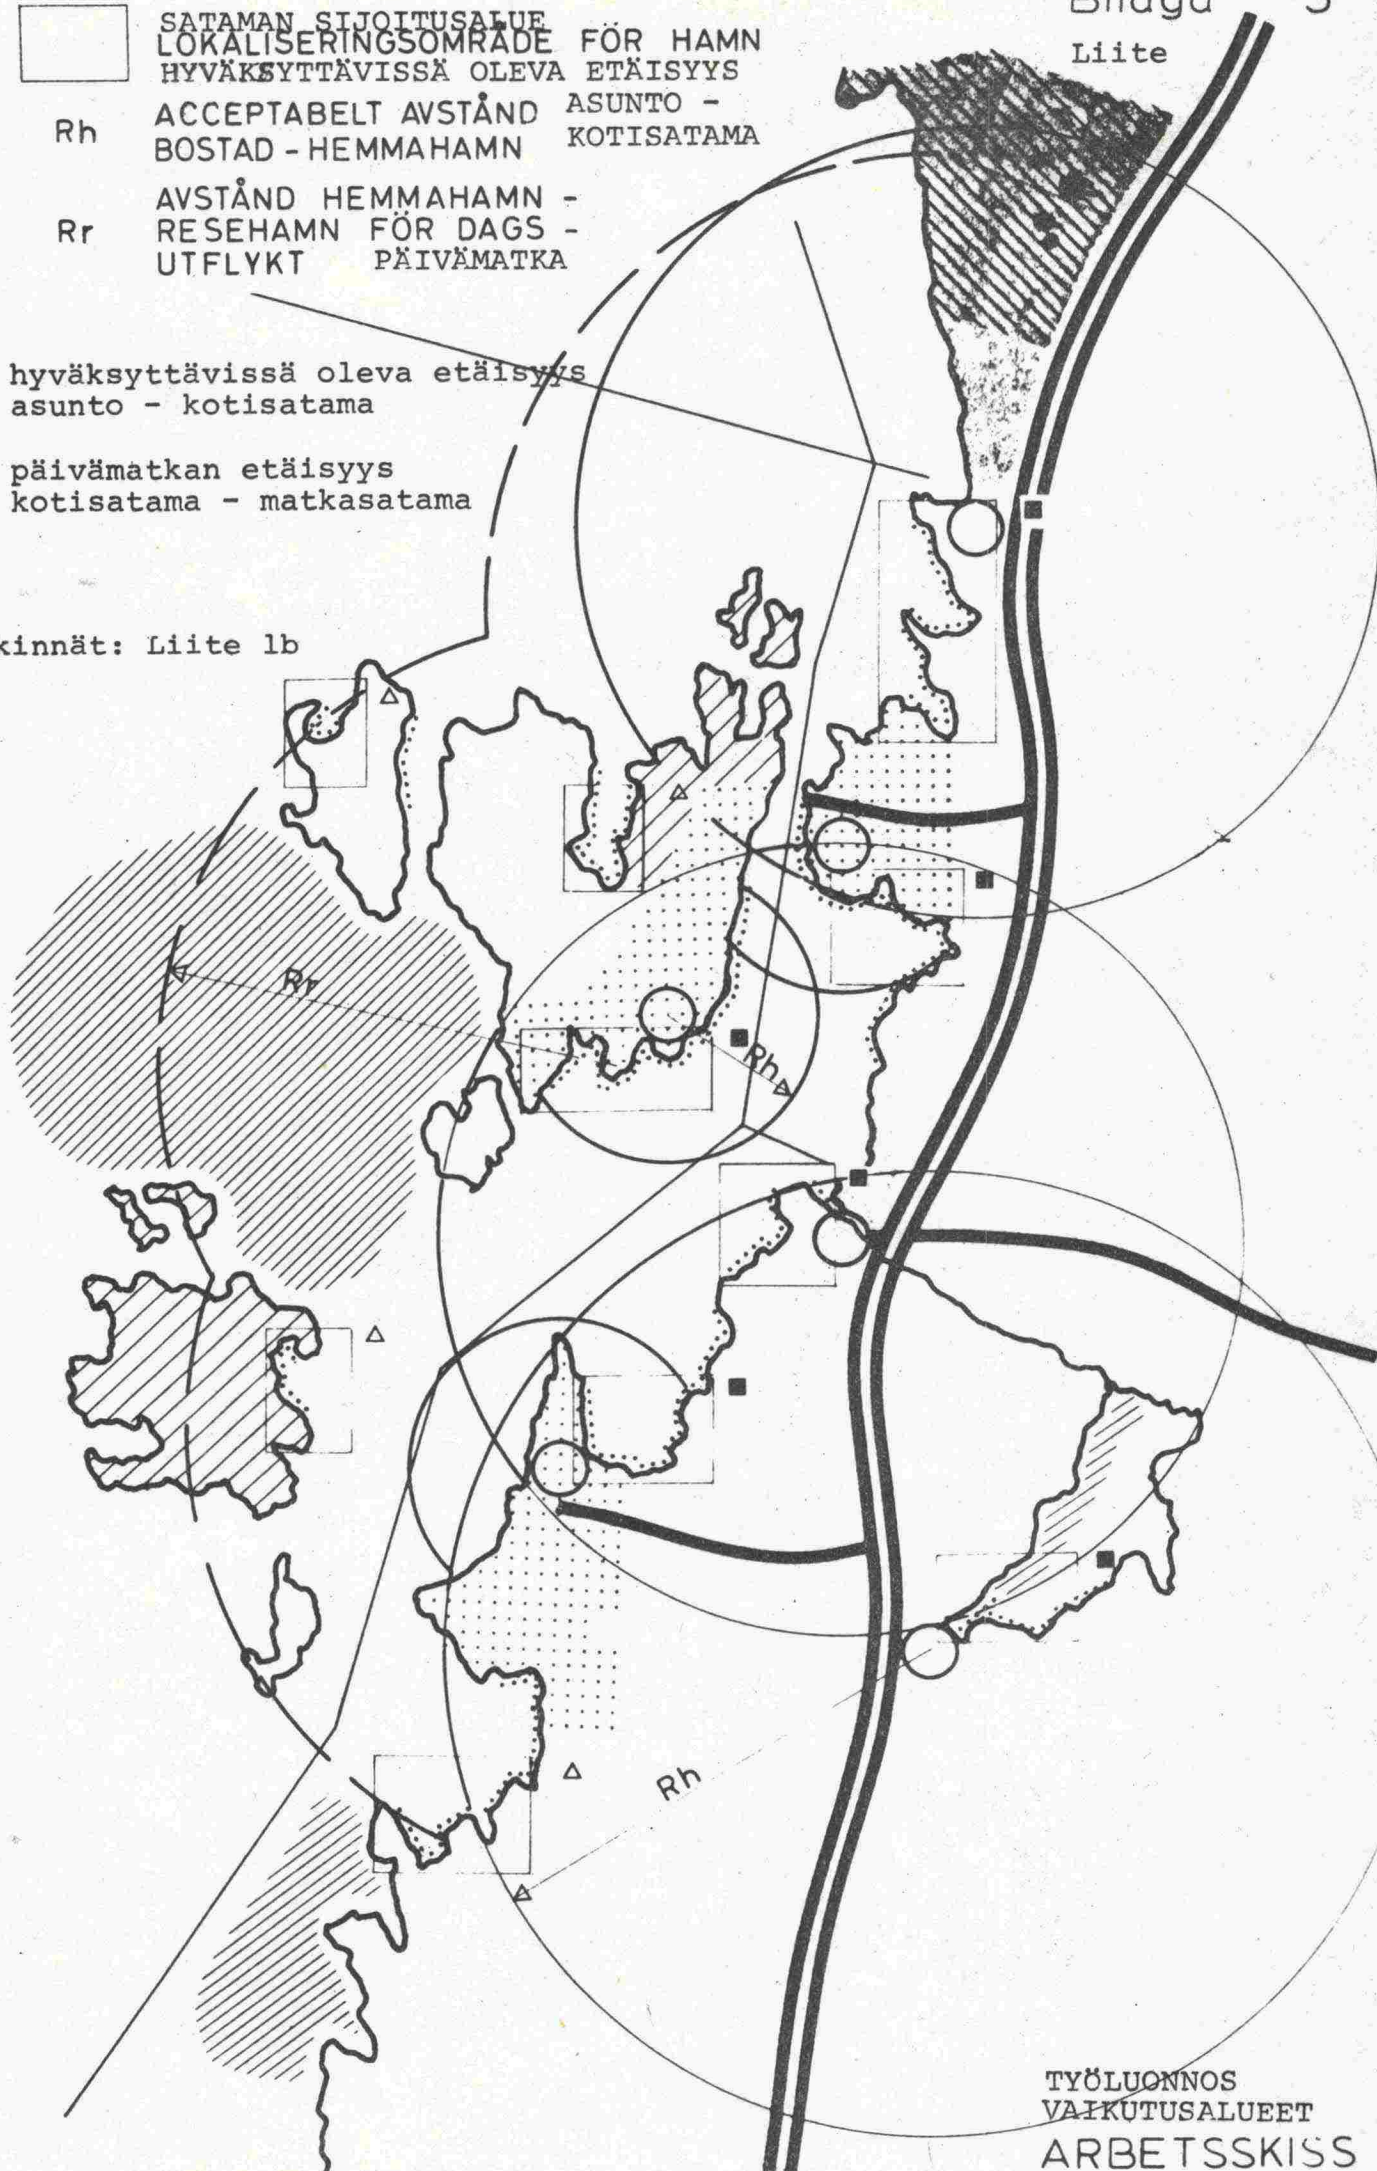 SATAMAN SIJOITUSALUE
LOKALISERINGSOMRÅDE FÖR HAMN
HYVÄKSYTTÄVISSÄ OLEVA ETÄISYYS
Rh ACCEPTABELT AVSTÅND ASUNTO -
BOSTAD - HEMMAHAMN KOTISATAMA
AVSTÅND HEMMAHAMN -
Rr RESEHAMN FÖR DAGS -
UTFLYKT PÄIVÄMATKA
Bilaga 3
Liite
hyväksyttävissä oleva etäisyys
asunto - kotisatama
päivämatkan etäisyys
kotisatama - matkasatama
kinnät: Liite 1b
Rr
Rh
Rh
TYÖLUONNOS
VAIKUTUSALUEET
ARBETSSKISS